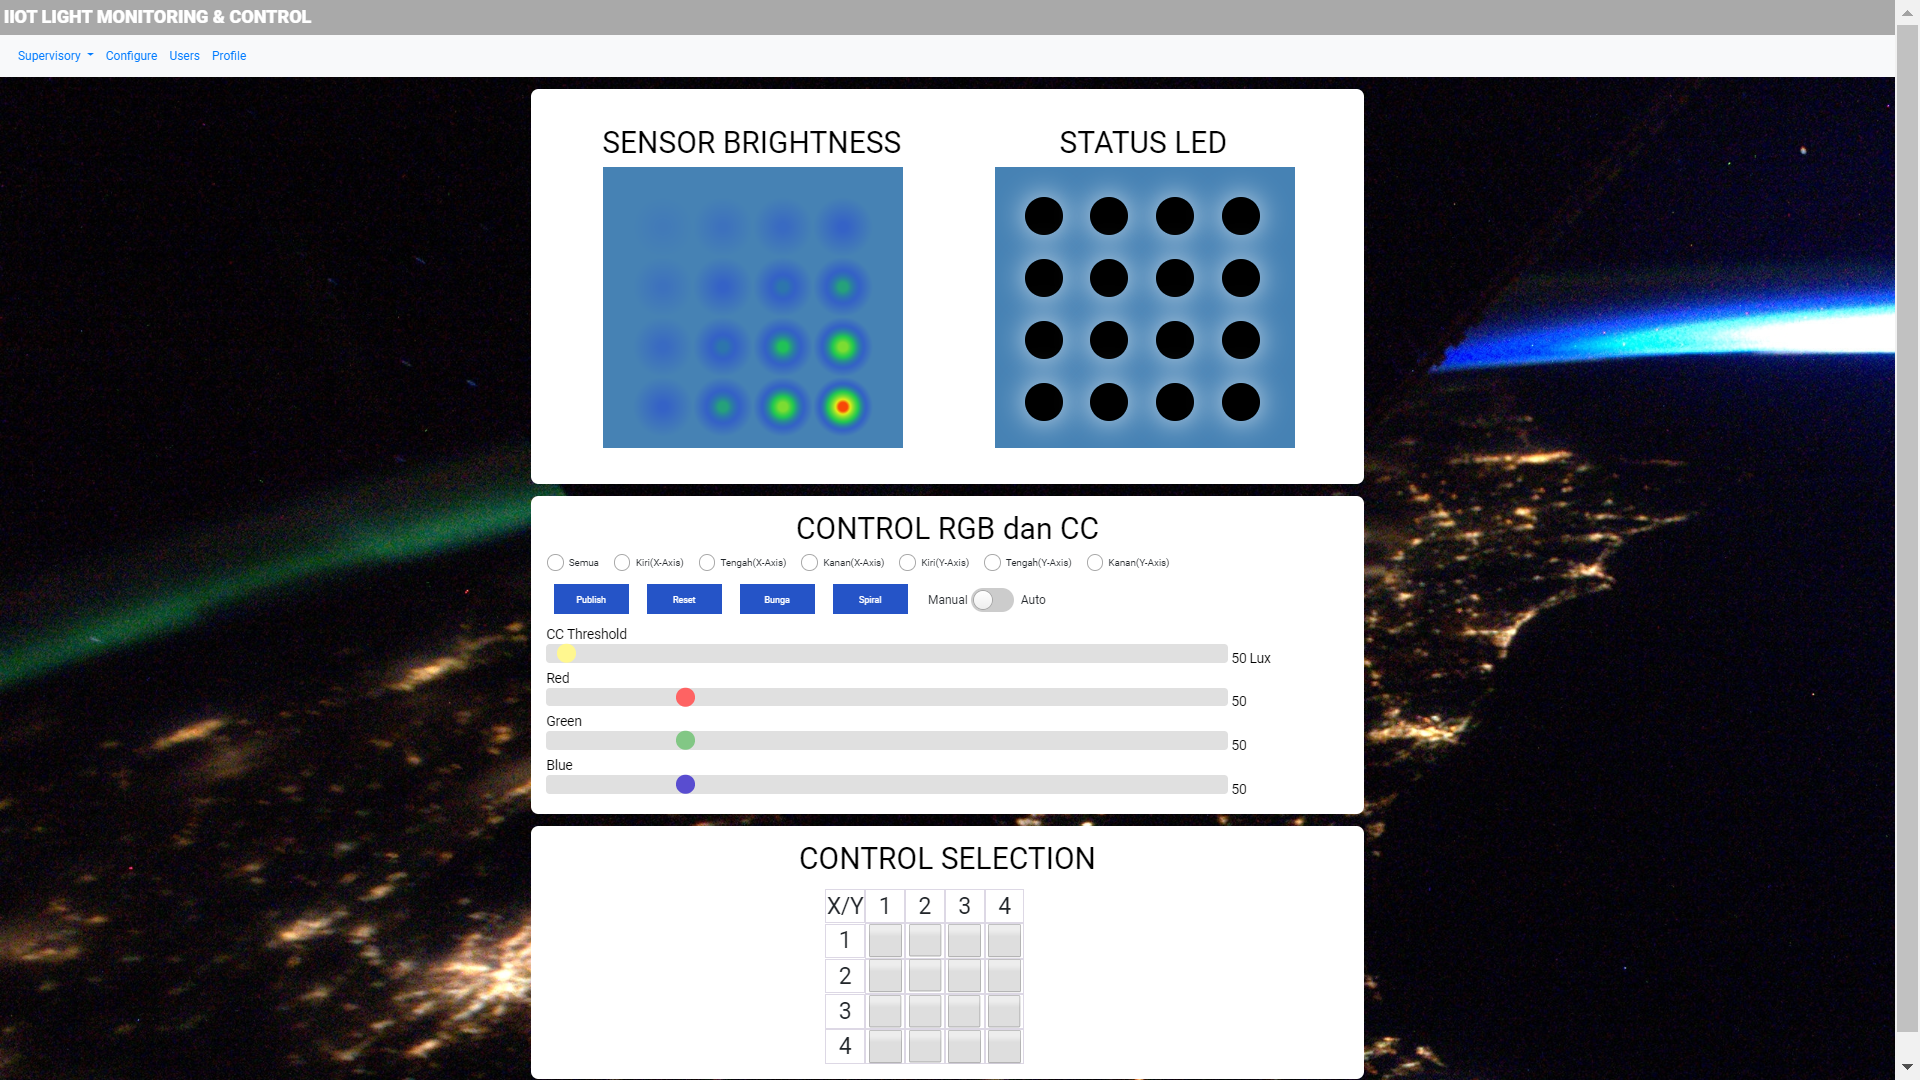 IIOT LIGHT MONITORING & CONTROL
Supervisory Configure Users Profile
SENSOR BRIGHTNESS
STATUS LED
CONTROL RGB dan CC
Semua Kiri(X-Axis) Tengah(X-Axis) Kanan(X-Axis) Kiri(Y-Axis) Tengah(Y-Axis) Kanan(Y-Axis)
Publish Reset Bunga Spiral Manual Auto
CC Threshold
50 Lux
Red
50
Green
50
Blue
50
CONTROL SELECTION
X/Y 1 2 3 4
1
2
3
4